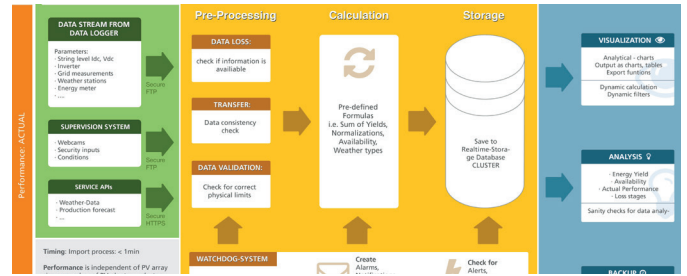 Performance: ACTUAL
DATA STREAM FROM
DATA LOGGER
Parameters:
· String level Idc, Vdc
· Inverter
· Grid measurements
· Weather stations
· Energy meter
· ....
Secure
FTP
SUPERVISION SYSTEM
· Webcams
· Security inputs
· Conditions
Secure
FTP
SERVICE APIs
· Weather-Data
· Production forecast
· ...
Secure
HTTPS
Timing: Import process: < 1min
Performance is independent of PV array
Pre-Processing
DATA LOSS:
check if information is
availiable
TRANSFER:
Data consistency
check
DATA VALIDATION:
Check for correct
physical limits
Calculation
Pre-defined
Formulas
i.e. Sum of Yields,
Normalizations,
Availability,
Weather types
Storage
Save to
Realtime-Stora-
ge Database
CLUSTER
WATCHDOG-SYSTEM
Create
Alarms,
Check for
Alerts,
VISUALIZATION
Analytical - charts
Output as charts, tables
Export funtions
Dynamic calculation
Dynamic filters
ANALYSIS
· Energy Yield
· Availability
· Actual Performance
· Loss stages
Sanity checks for data analy-
BACKUP